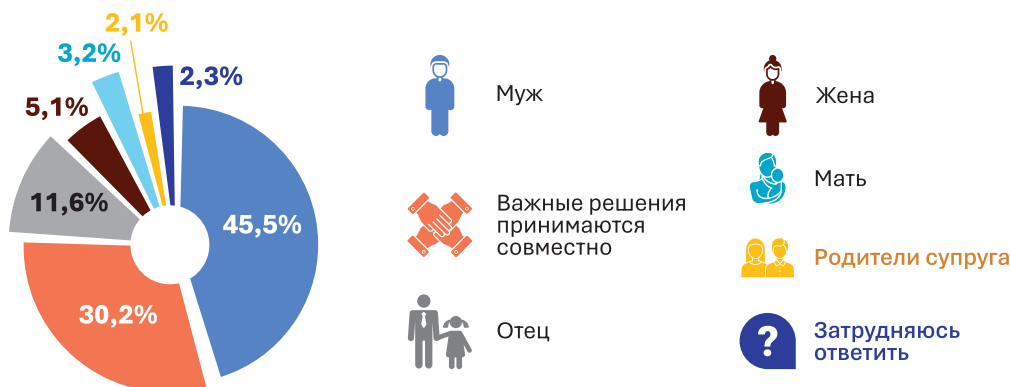 2,1%
3,2%
2,3%
5,1%
11,6%
45,5%
30,2%
Муж
Важные решения
принимаются
совместно
Отец
Жена
Мать
Родители супруга
?
Затрудняюсь
ответить